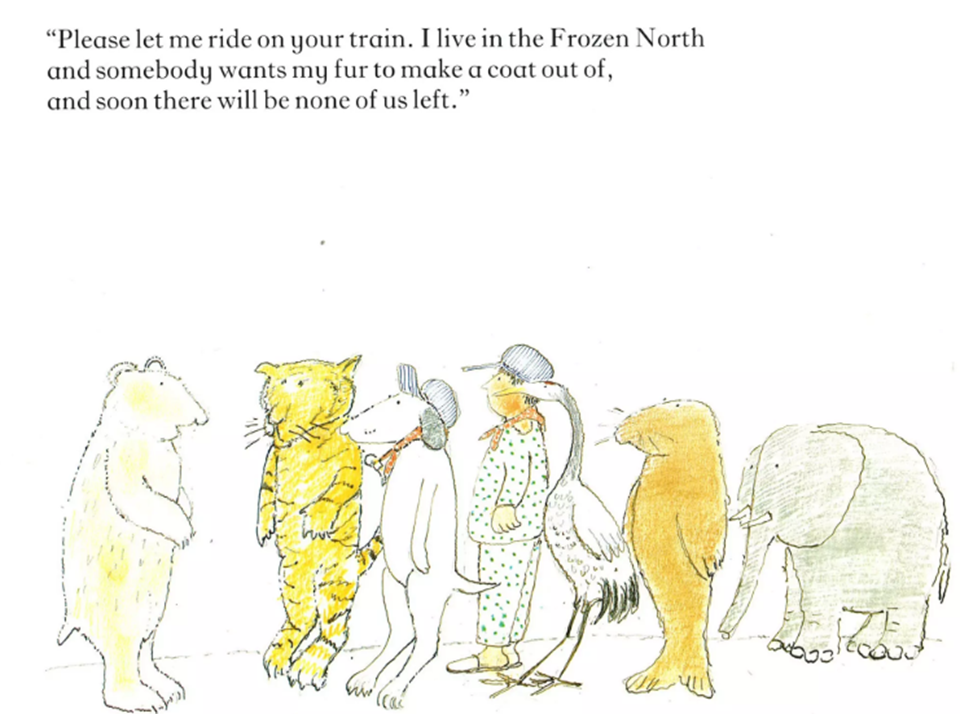 “Please let me ride on your train. I live in the Frozen North
and somebody wants my fur to make a coat out of,
and soon there will be none of us left.”